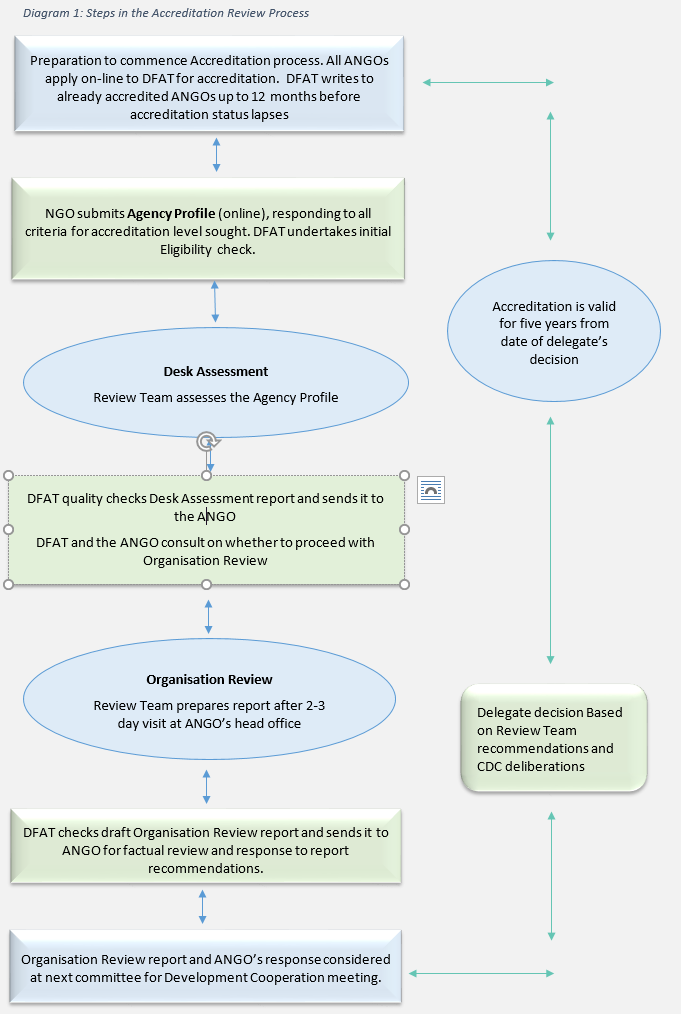 Diagram 1: Steps in the Accreditation Review Process
Preparation to commence Accreditation process. All ANGOs
apply on-line to DFAT for accreditation.  DFAT writes to
already accredited ANGOs up to 12 months before
accreditation status lapses
NGO submits Agency Profile (online), responding to all
criteria for accreditation level sought. DFAT undertakes initial
Eligibility check.
Desk Assessment
Review Team assesses the Agency Profile
DFAT quality checks Desk Assessment report and sends it to
the ANGO
DFAT and the ANGO consult on whether to proceed with
Organisation Review
Organisation Review
Review Team prepares report after 2-3
day visit at ANGO’s head office
DFAT checks draft Organisation Review report and sends it to
ANGO for factual review and response to report
recommendations.
Organisation Review report and ANGO’s response considered
at next committee for Development Cooperation meeting.
Delegate decision Based
on Review Team
recommendations and
CDC deliberations
Accreditation is valid
for five years from
date of delegate’s
decision